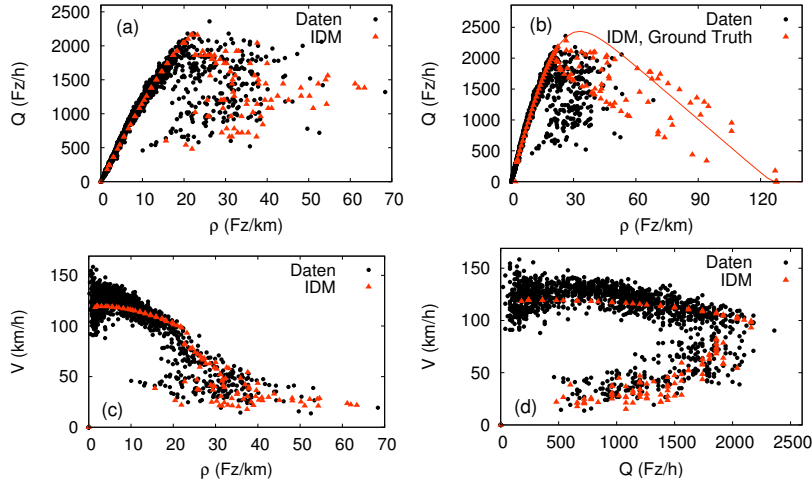 (a)
Daten
IDM
Q (Fz/h)
2500
2000
1500
1000
500
0
0 10 20 30 40 50 60 70
ρ (Fz/km)
(b)
Daten
IDM, Ground Truth
Q (Fz/h)
2500
2000
1500
1000
500
0
0 30 60 90 120
ρ (Fz/km)
Daten
IDM
V (km/h)
150
100
50
0
(c)
0 10 20 30 40 50 60 70
ρ (Fz/km)
Daten
IDM
V (km/h)
150
100
50
0
(d)
0 500 1000 1500 2000 2500
Q (Fz/h)